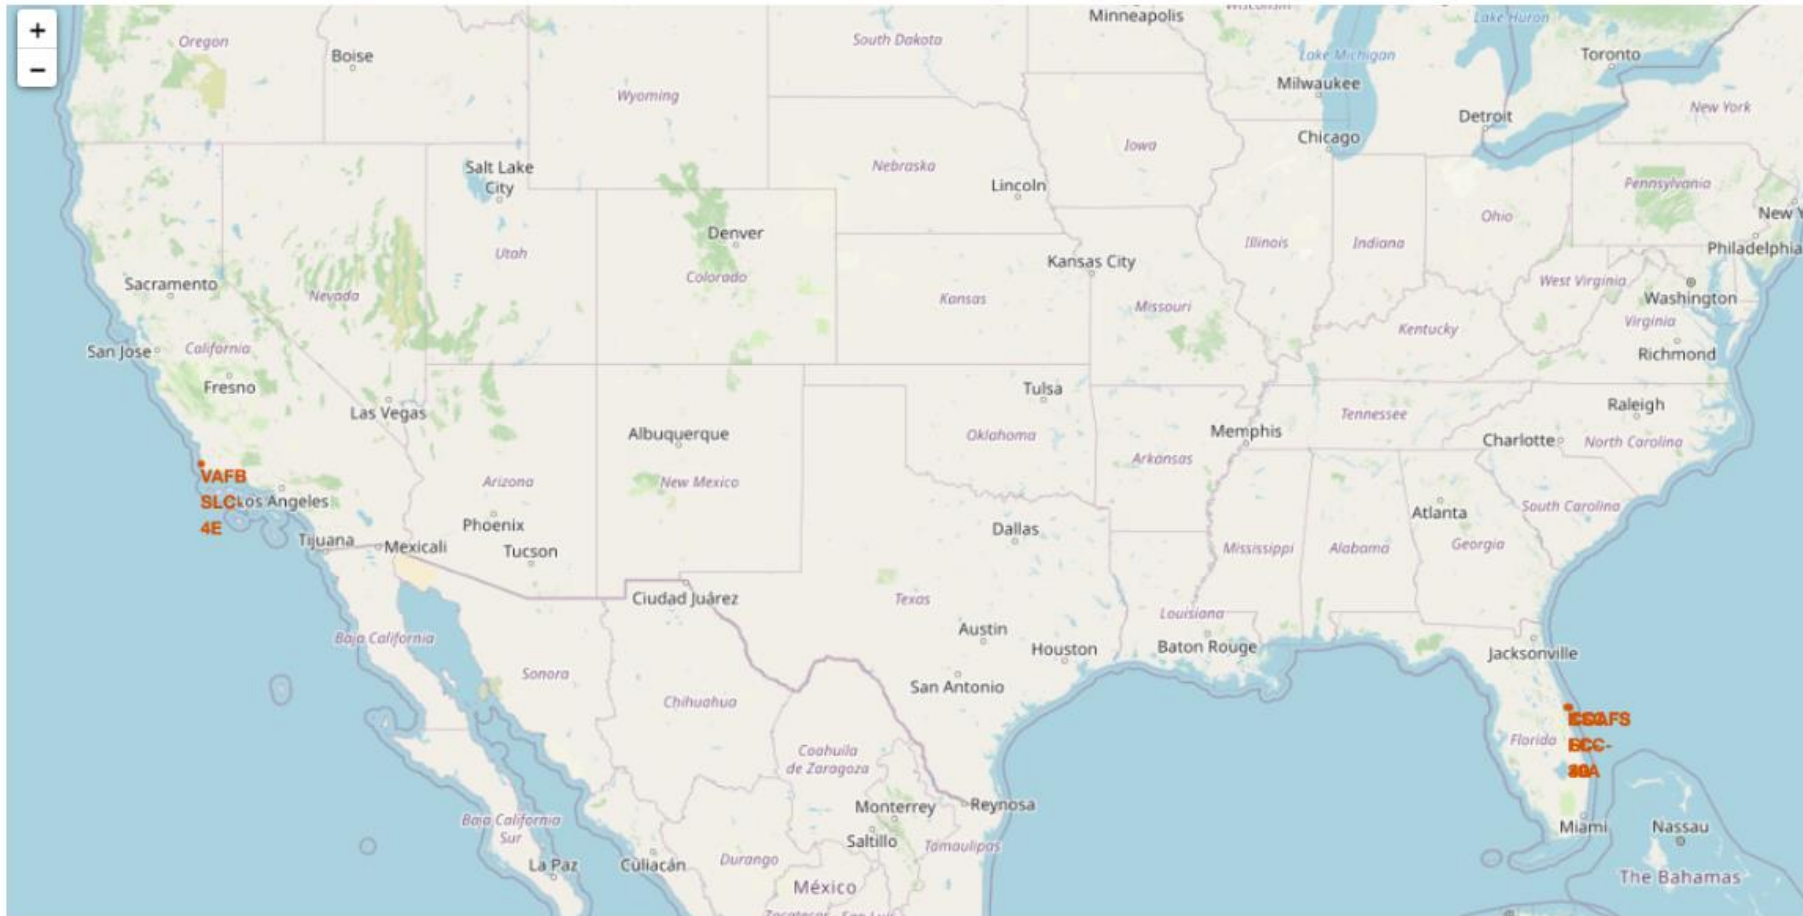 +
−
Minneapolis
Wisconsin
Lake Huron
Oregon
South Dakota
Boise
Lake Michigan
Toronto
Milwaukee
Wyoming
New York
Detroit
Chicago
Iowa
Salt Lake
City
Nebraska
Lincoln
Pennsylvania
Ohio
New Y
Denver
Illinois
Indiana
Philadelphia
Utah
Kansas City
Colorado
Sacramento
Nevada
Kansas
Missouri
West Virginia
Washington
Virginia
Kentucky
San Jose
California
Richmond
Fresno
Tulsa
Las Vegas
Raleigh
Tennessee
Albuquerque
Oklahoma
Memphis
Charlotte
North Carolina
Arkansas
VAFB
SLC-
4E
Los Angeles
Arizona
New Mexico
South Carolina
Atlanta
Phoenix
Dallas
Tijuana
Mexicali
Tucson
Mississippi
Alabama
Georgia
Ciudad Juárez
Texas
Louisiana
Baja California
Austin
Houston
Baton Rouge
Jacksonville
Sonora
San Antonio
Chihuahua
Florida
Coahuila
de Zaragoza
Monterrey
Reynosa
Baja California
Sur
Miami
Nassau
Saltillo
Tamaulipas
La Paz
Culiacán
Durango
México
The Bahamas